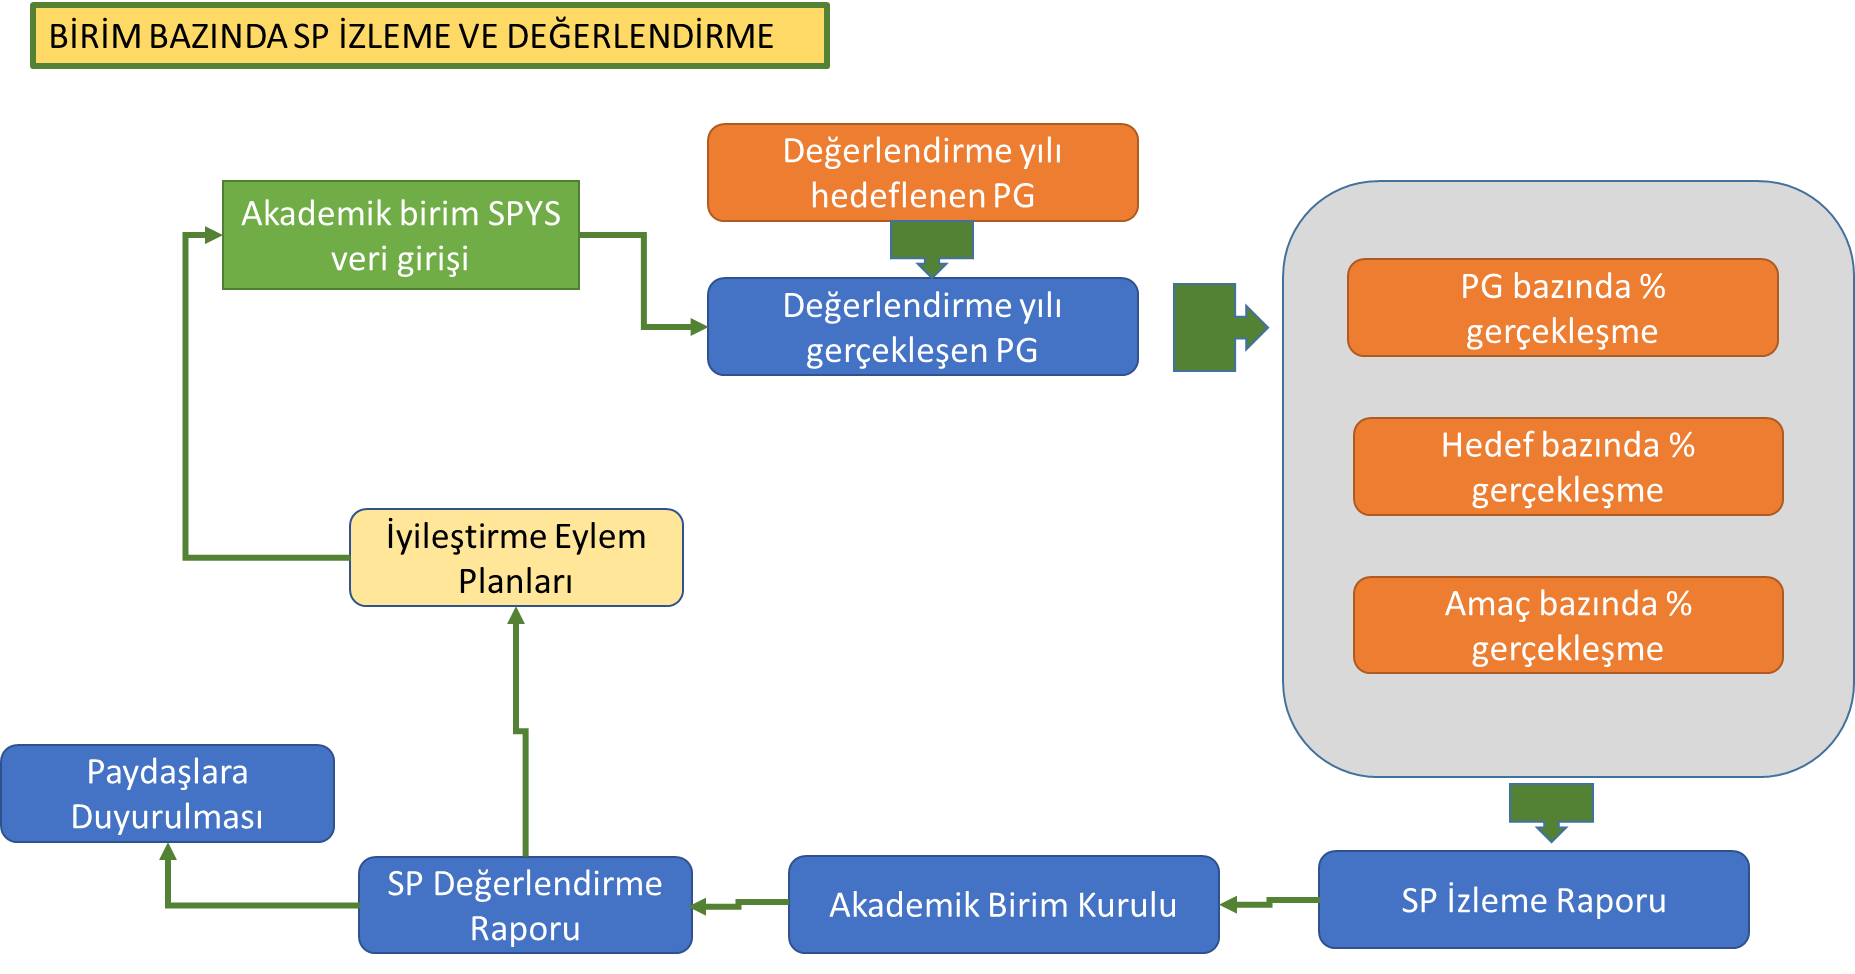 BİRİM BAZINDA SP İZLEME VE DEĞERLENDİRME
Değerlendirme yılı
hedeflenen PG
Akademik birim SPYS
veri girişi
Değerlendirme yılı
gerçekleşen PG
PG bazında %
gerçekleşme
Hedef bazında %
gerçekleşme
Amaç bazında %
gerçekleşme
İyileştirme Eylem
Planları
Paydaşlara
Duyurulması
SP Değerlendirme
Raporu
Akademik Birim Kurulu
SP İzleme Raporu